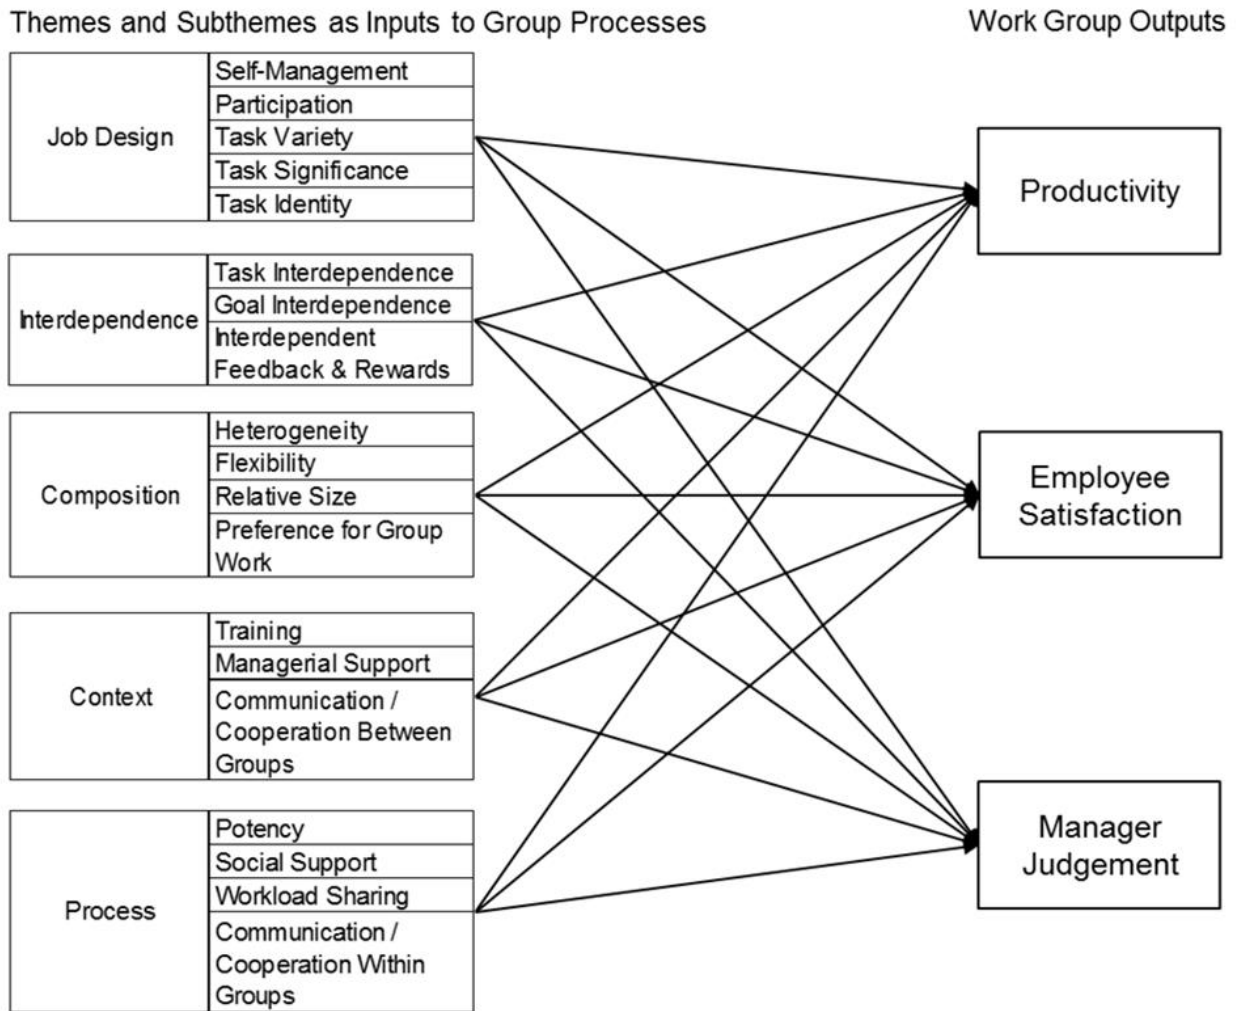 Themes and Subthemes as Inputs to Group Processes
Work Group Outputs
Job Design
Self-Management
Participation
Task Variety
Task Significance
Task Identity
Interdependence
Task Interdependence
Goal Interdependence
Interdependent
Feedback & Rewards
Composition
Heterogeneity
Flexibility
Relative Size
Preference for Group
Work
Context
Training
Managerial Support
Communication /
Cooperation Between
Groups
Process
Potency
Social Support
Workload Sharing
Communication /
Cooperation Within
Groups
Productivity
Employee
Satisfaction
Manager
Judgement